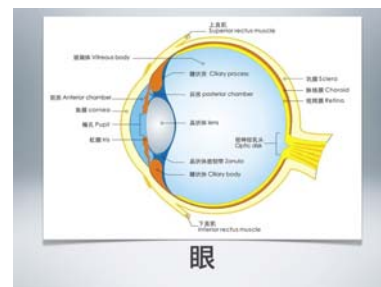 上直肌
Superior rectus muscle
玻璃体 Vitreous body
睫状突 Ciliary process
后房 posterior chamber
前房 Anterior chamber
角膜 cornea
瞳孔 Pupil
虹膜 Iris
晶状体 lens
巩膜 Sclera
脉络膜 Choroid
视网膜 Retina
视神经乳头
Optic disk
晶状体悬韧带 Zonula
睫状体 Ciliary body
下直肌
Inferior rectus muscle
眼